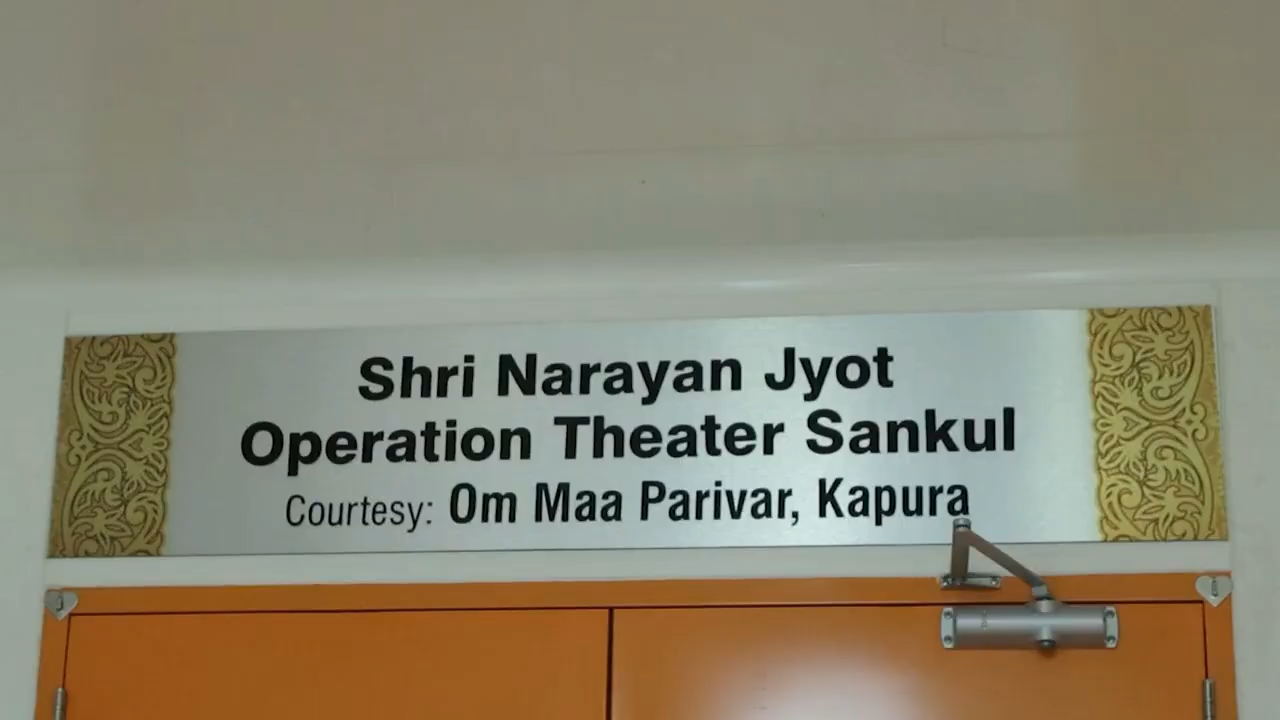 Shri Narayan Jyot
Operation Theater Sankul
Courtesy: Om Maa Parivar, Kapura